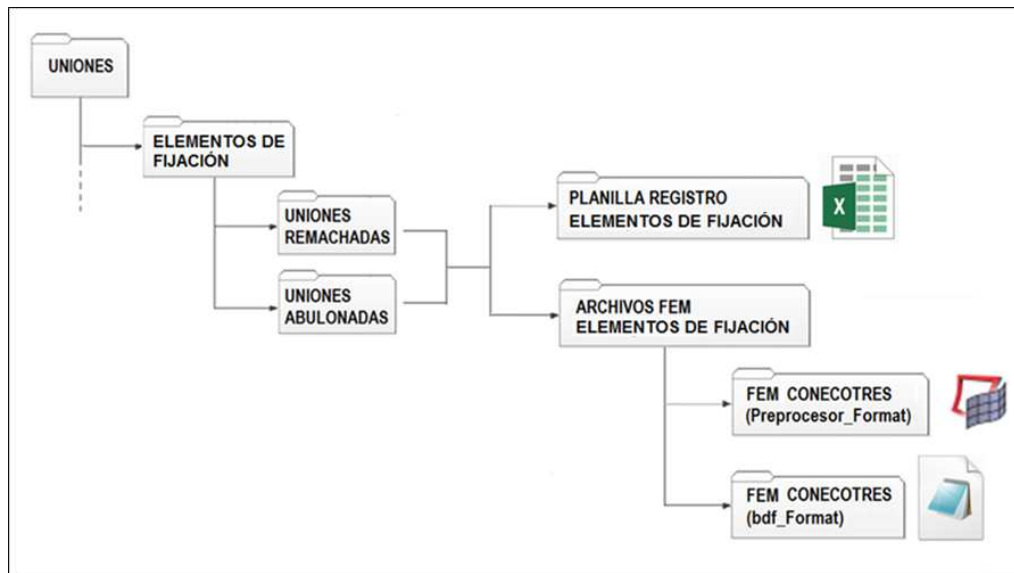 UNIONES
ELEMENTOS DE
FIJACIÓN
UNIONES
REMACHADAS
UNIONES
ABULONADAS
PLANILLA REGISTRO
ELEMENTOS DE FIJACIÓN
X
ARCHIVOS FEM
ELEMENTOS DE FIJACIÓN
FEM CONECOTRES
(Preprocesor_Format)
FEM CONECOTRES
(bdf_Format)